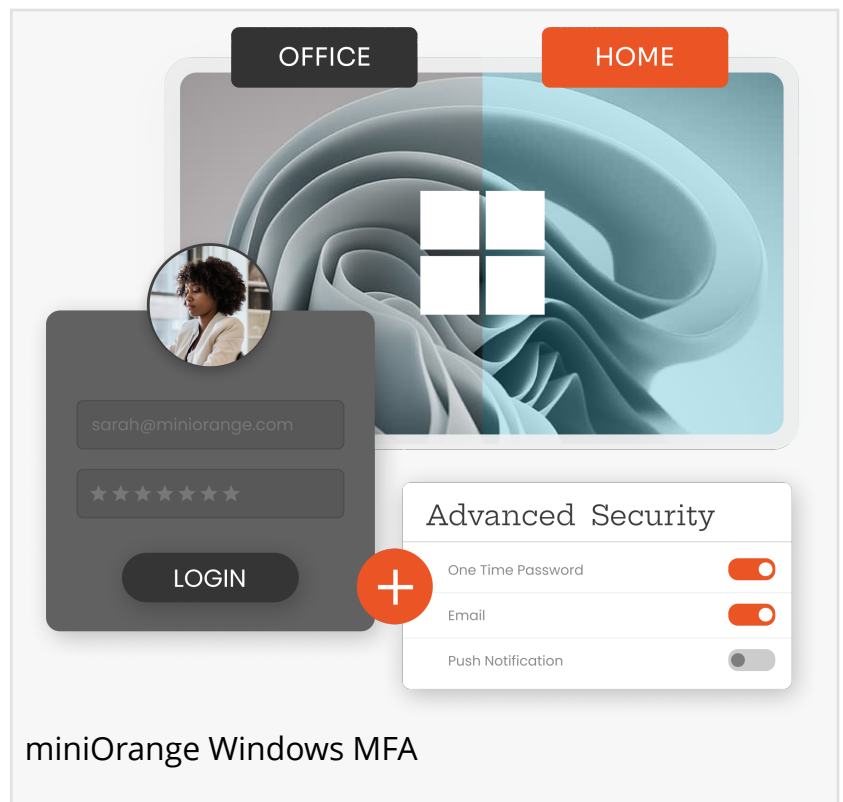 OFFICE
HOME
sarah@miniorange.com
LOGIN
Advanced Security
One Time Password
Email
Push Notification
miniOrange Windows MFA